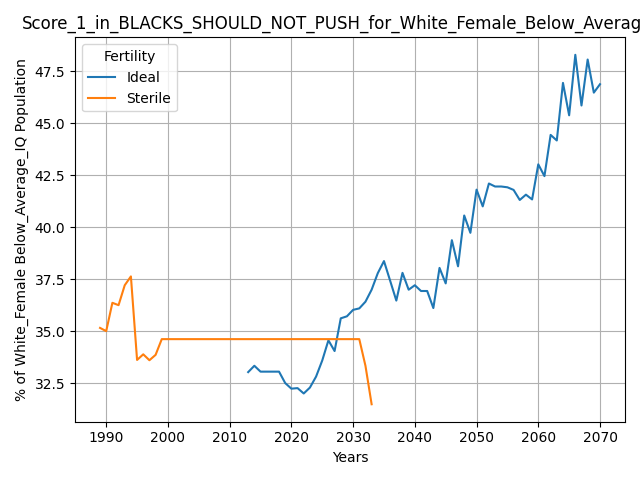 Score_1_in_BLACKS_SHOULD_NOT_PUSH_for_White_Female_Below_Averag
% of White_Female Below_Average_IQ Population
Fertility
Ideal
Sterile
47.5
45.0
42.5
40.0
37.5
35.0
32.5
1990 2000 2010 2020 2030 2040 2050 2060 2070
Years